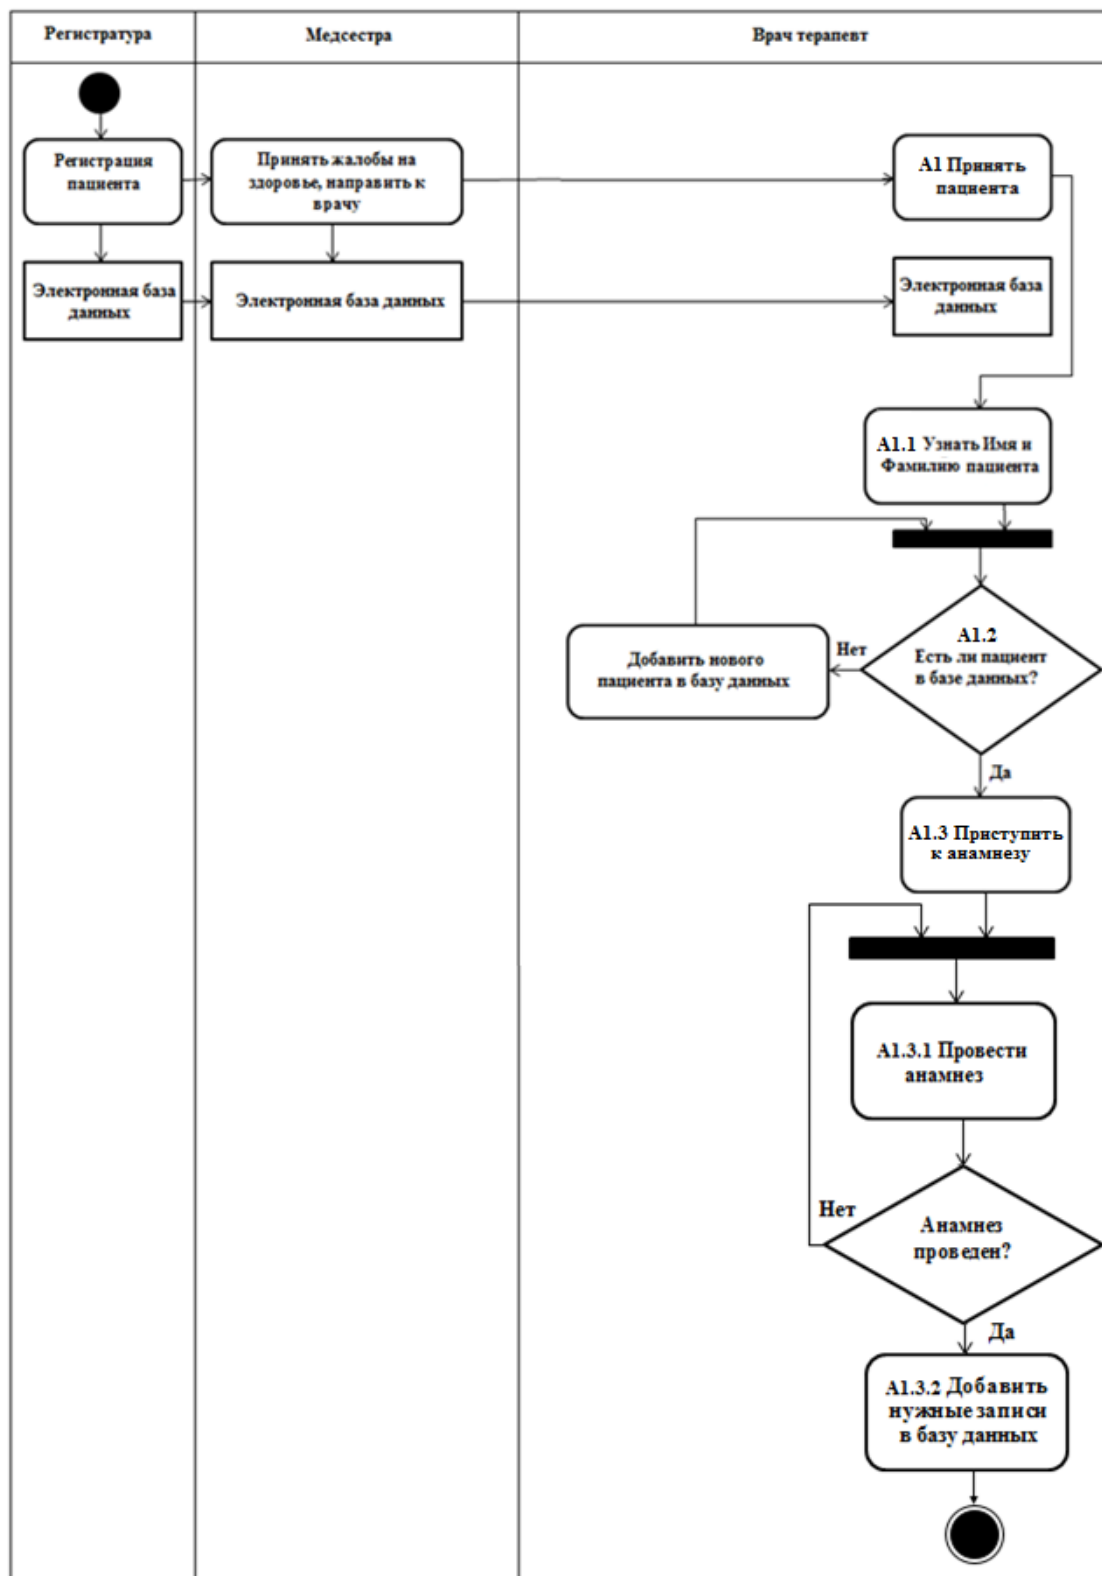 Регистратура
Медсестра
Врач терапевт
Регистрация
пациента
Принять жалобы на
здоровье, направить к
врачу
А1 Принять
пациента
Электронная база
данных
Электронная база данных
Электронная база
данных
А1.1 Узнать Имя и
Фамилию пациента
А1.2
Есть ли пациент
в базе данных?
Нет
Добавить нового
пациента в базу данных
Да
А1.3 Приступить
к анамнезу
А1.3.1 Провести
анамнез
Нет
Анамнез
проведен?
Да
А1.3.2 Добавить
нужные записи
в базу данных